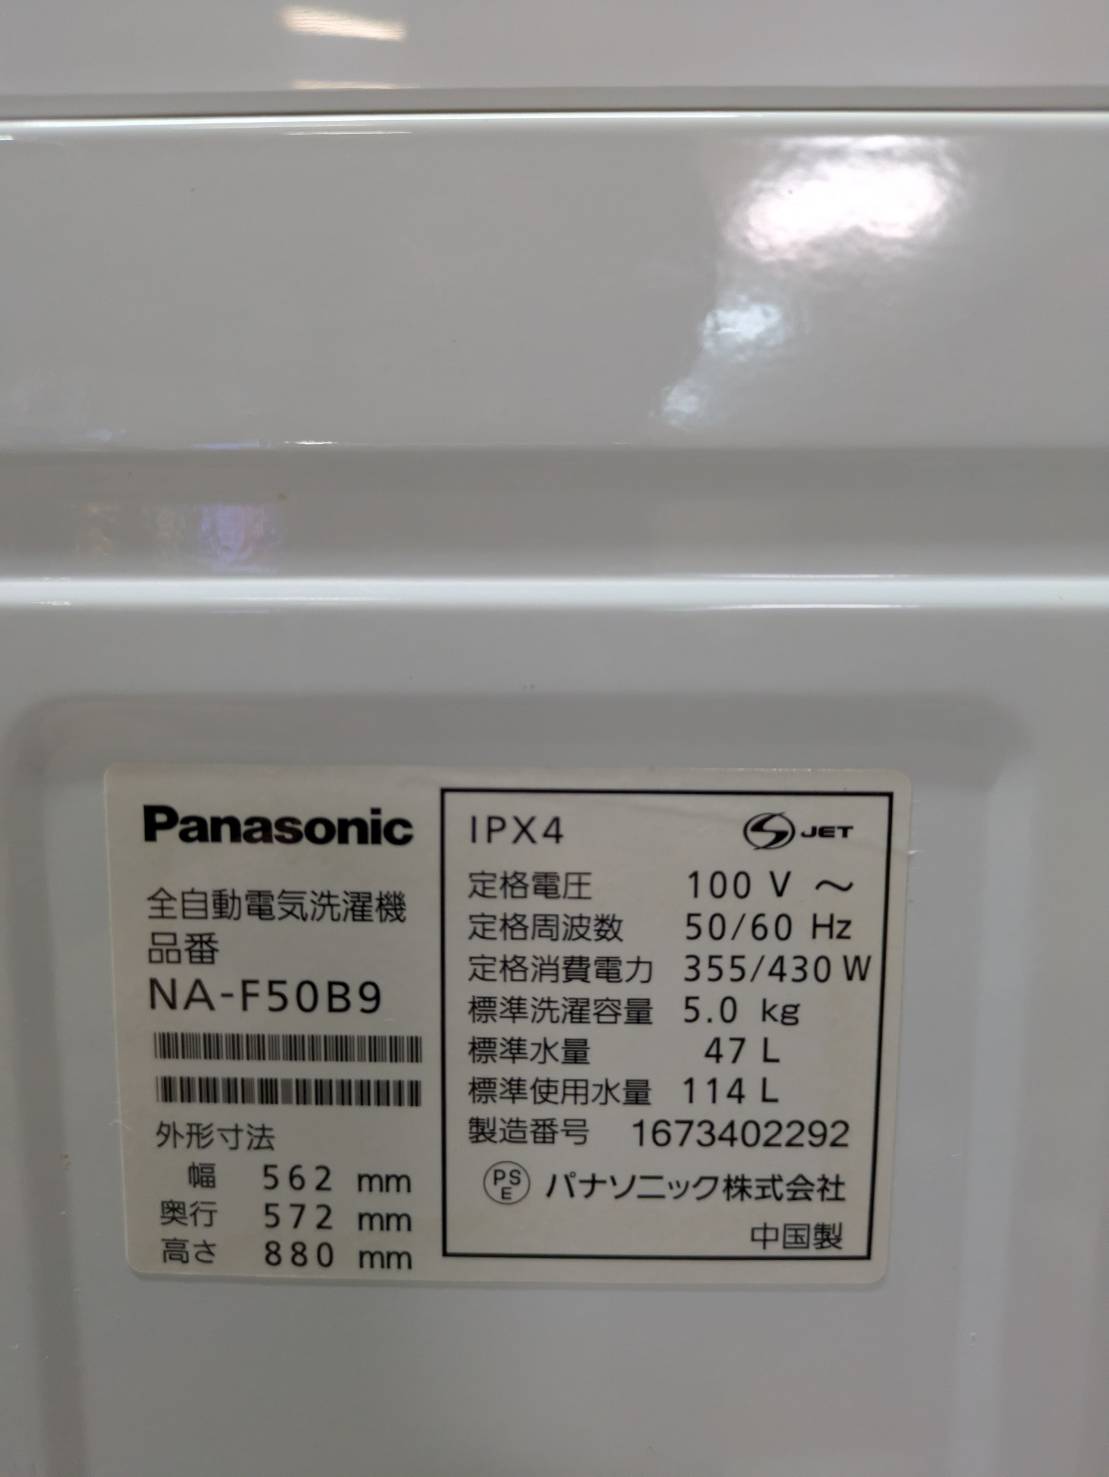 Panasonic
全自動電気洗濯機
品番
NA-F50B9
外形寸法
幅 562 mm
奥行 572 mm
高さ 880 mm
IPX4 S JET
定格電圧 100 V ～
定格周波数 50/60 Hz
定格消費電力 355/430 W
標準洗濯容量 5.0 kg
標準水量 47 L
標準使用水量 114 L
製造番号 1673402292
PSE パナソニック株式会社
中国製